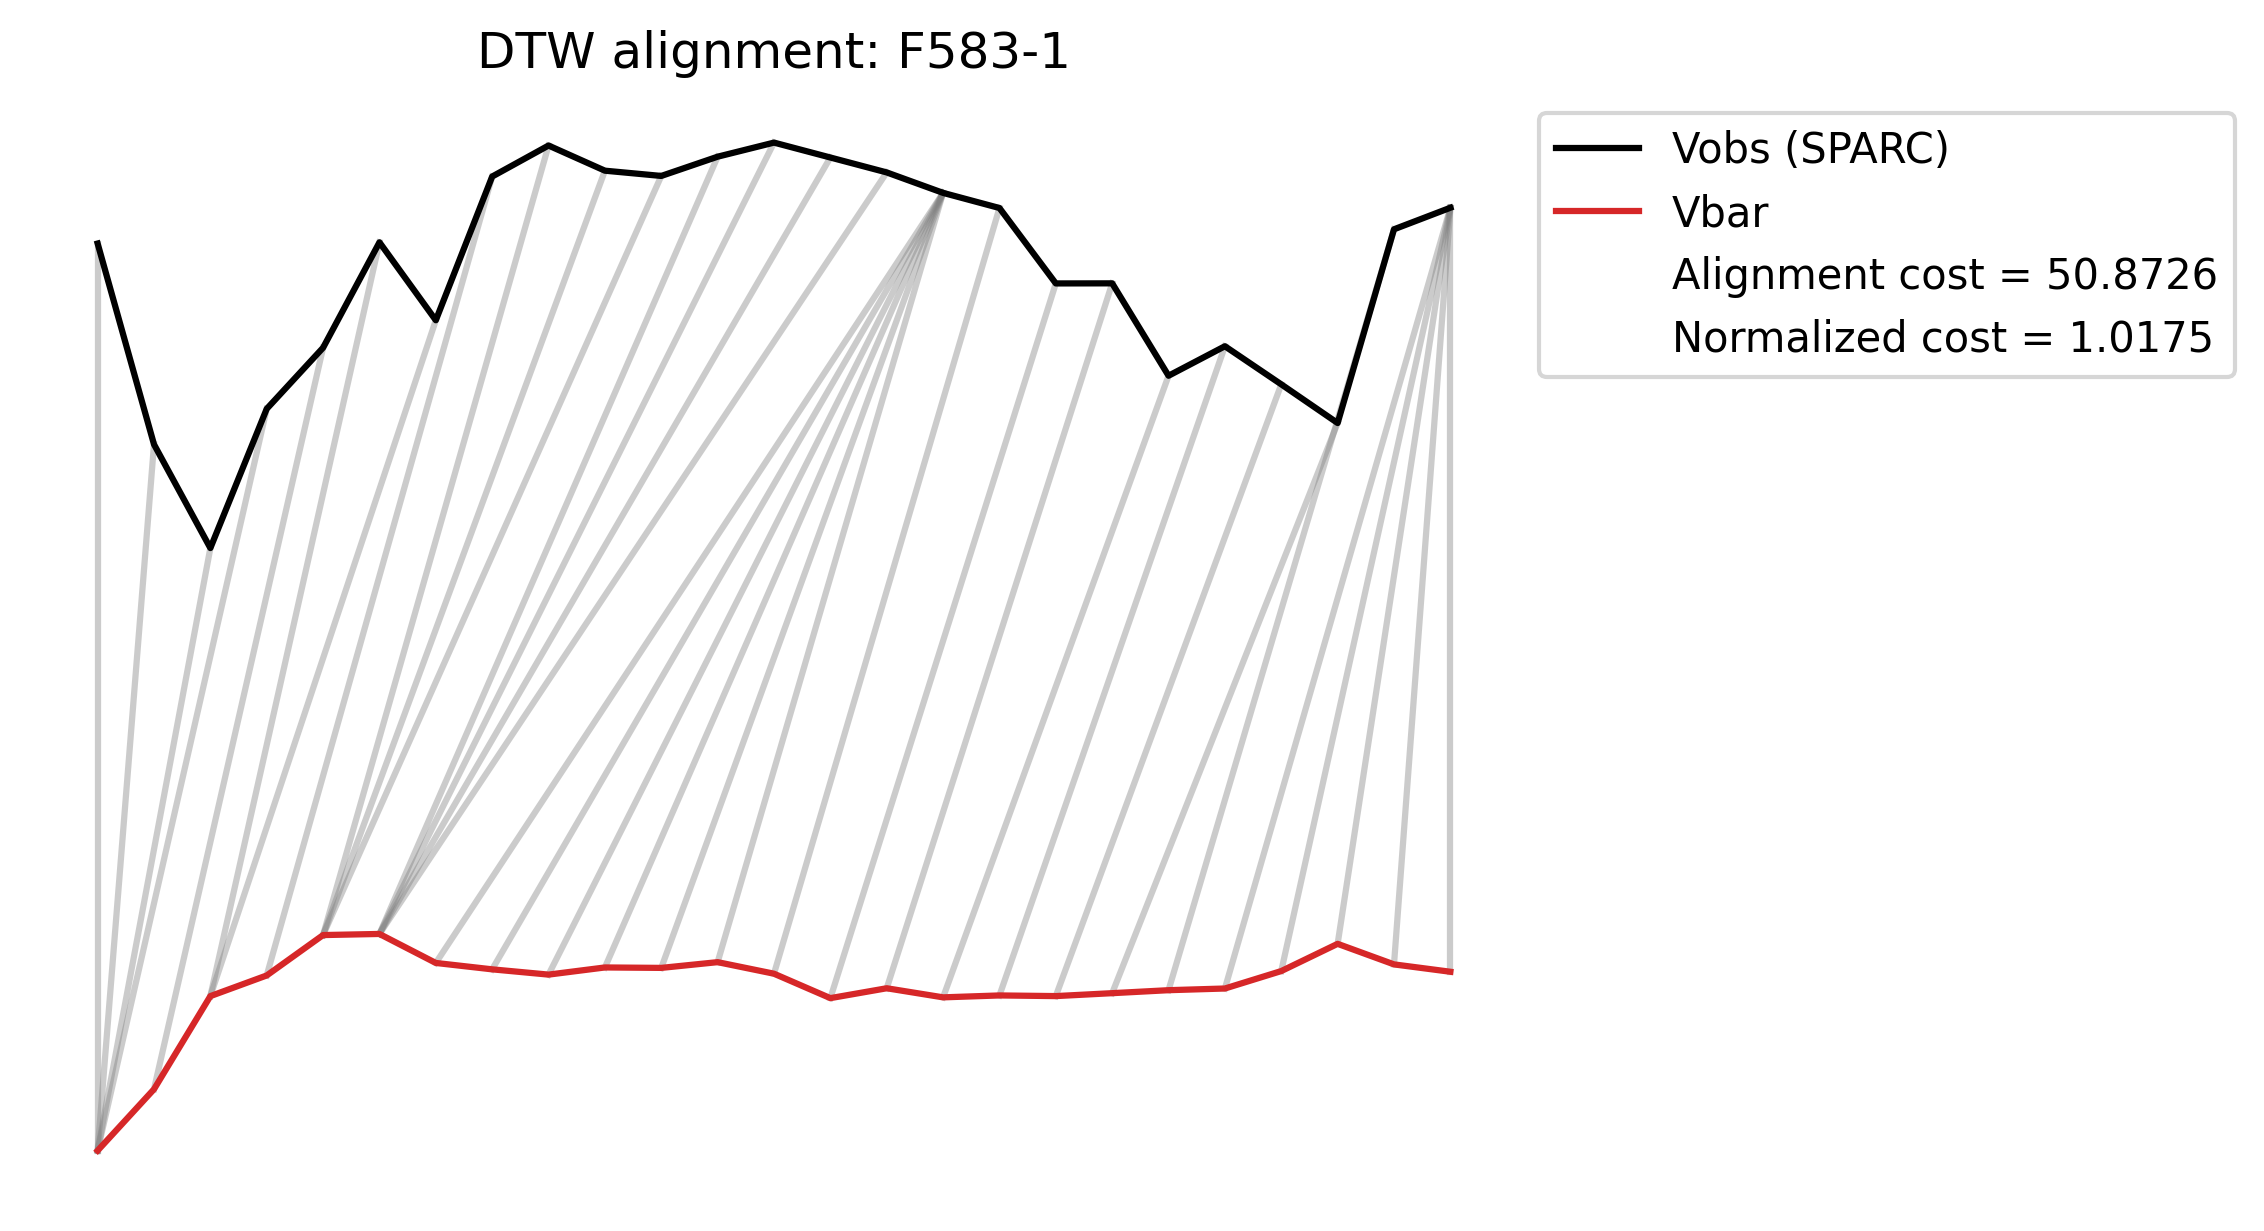 DTW alignment: F583-1
Vobs (SPARC)
Vbar
Alignment cost = 50.8726
Normalized cost = 1.0175